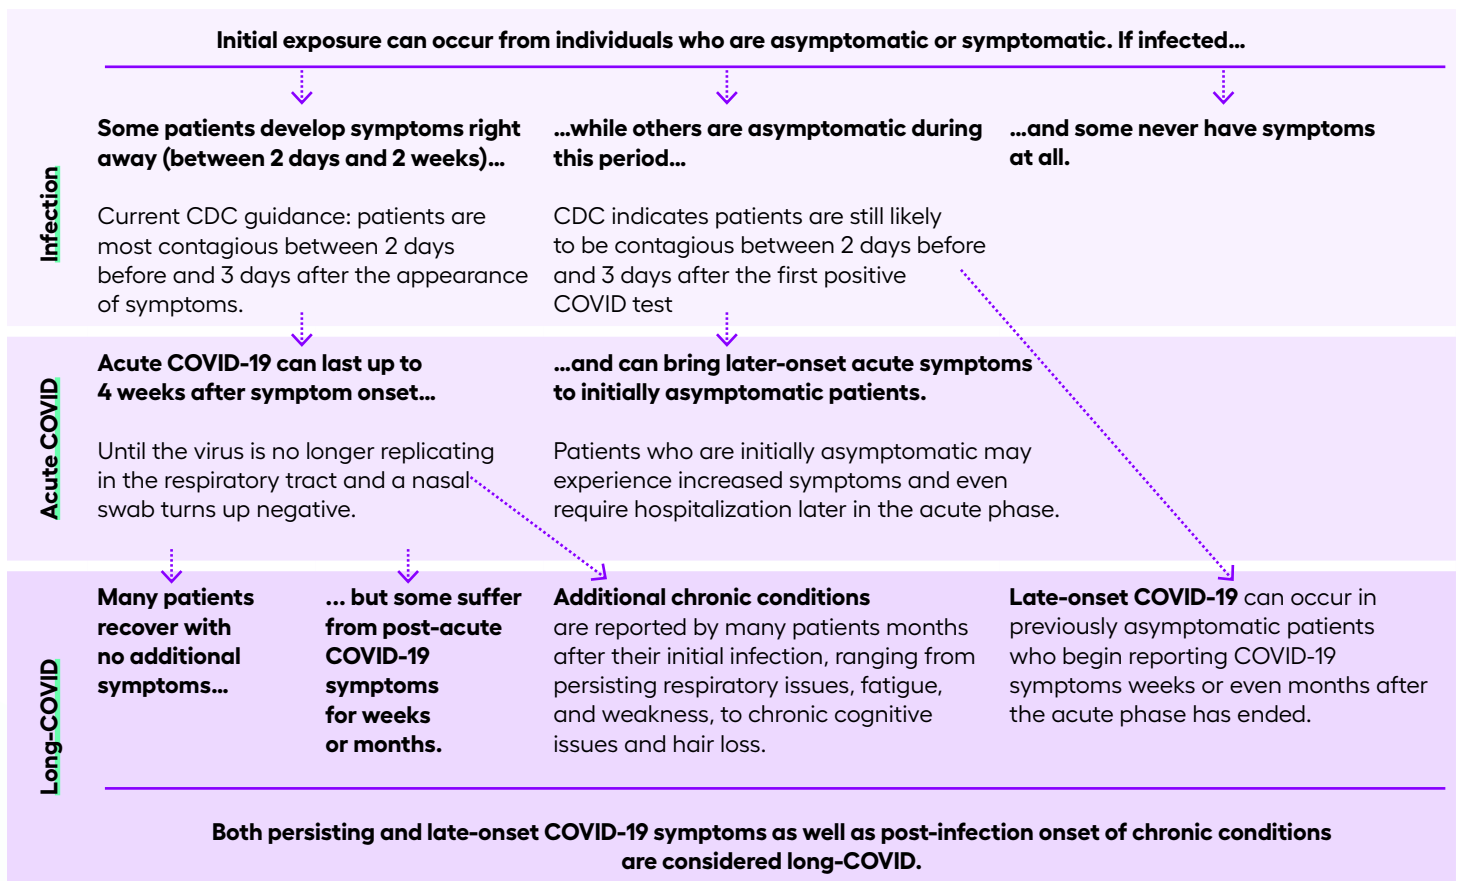 Initial exposure can occur from individuals who are asymptomatic or symptomatic. If infected...
Infection
Some patients develop symptoms right
away (between 2 days and 2 weeks)...
Current CDC guidance: patients are
most contagious between 2 days
before and 3 days after the appearance
of symptoms.
...while others are asymptomatic during
this period...
CDC indicates patients are still likely
to be contagious between 2 days before
and 3 days after the first positive
COVID test
...and some never have symptoms
at all.
Acute COVID
Acute COVID-19 can last up to
4 weeks after symptom onset...
Until the virus is no longer replicating
in the respiratory tract and a nasal
swab turns up negative.
...and can bring later-onset acute symptoms
to initially asymptomatic patients.
Patients who are initially asymptomatic may
experience increased symptoms and even
require hospitalization later in the acute phase.
Long-COVID
Many patients
recover with
no additional
symptoms...
... but some suffer
from post-acute
COVID-19
symptoms
for weeks
or months.
Additional chronic conditions
are reported by many patients months
after their initial infection, ranging from
persisting respiratory issues, fatigue,
and weakness, to chronic cognitive
issues and hair loss.
Late-onset COVID-19 can occur in
previously asymptomatic patients
who begin reporting COVID-19
symptoms weeks or even months after
the acute phase has ended.
Both persisting and late-onset COVID-19 symptoms as well as post-infection onset of chronic conditions
are considered long-COVID.